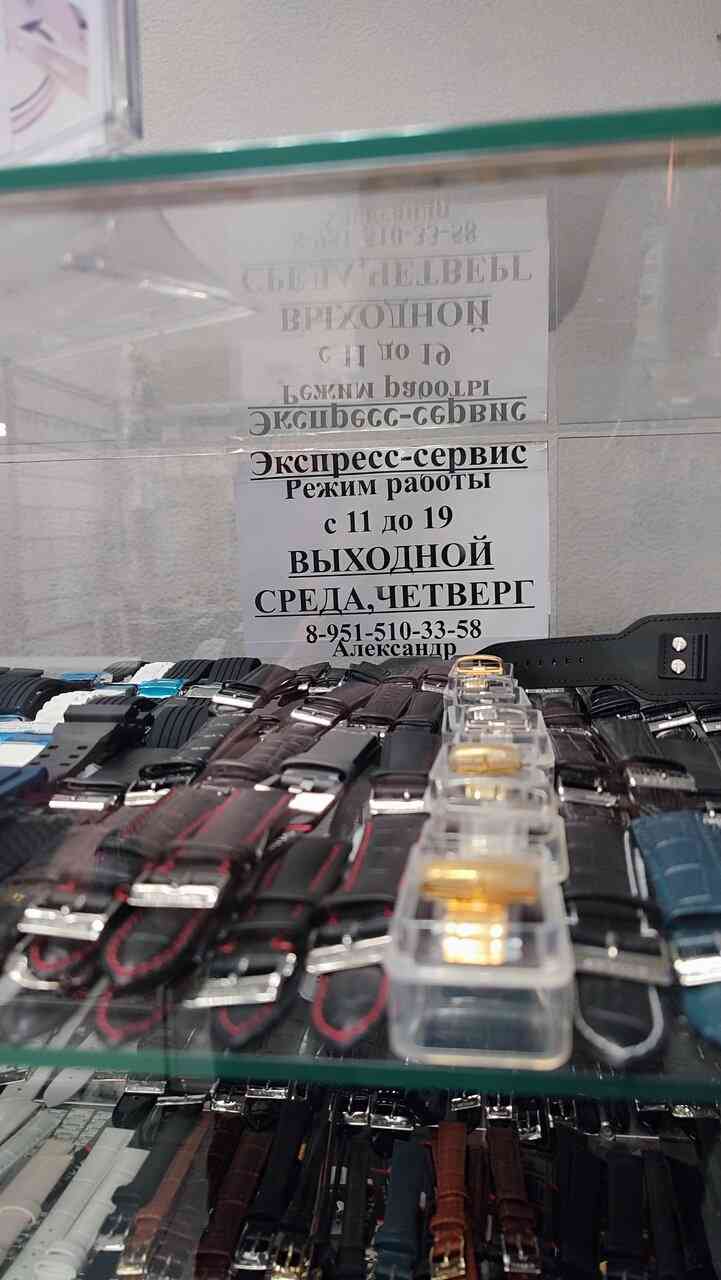 Экспресс-сервис
Режим работы
с 11 до 19
ВЫХОДНОЙ
СРЕДА,ЧЕТВЕРГ
8-951-510-33-58
Александр